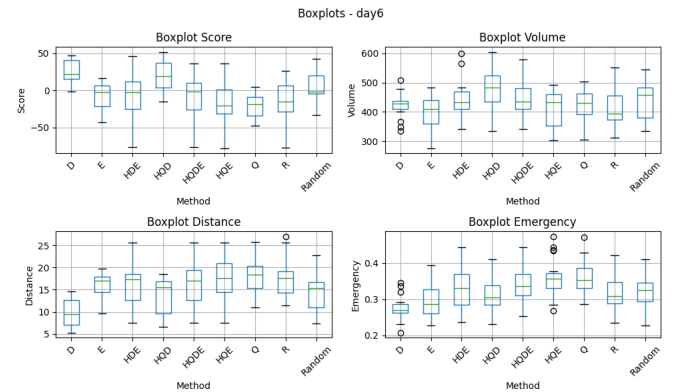 Boxplots - day6
Boxplot Score
50
0
−50
Score
D E HDE HQD HQDE HQE Q R Random
Method
Boxplot Volume
600
500
400
300
Volume
D E HDE HQD HQDE HQE Q R Random
Method
Boxplot Distance
25
20
15
10
5
Distance
D E HDE HQD HQDE HQE Q R Random
Method
Boxplot Emergency
0.4
0.3
0.2
Emergency
D E HDE HQD HQDE HQE Q R Random
Method